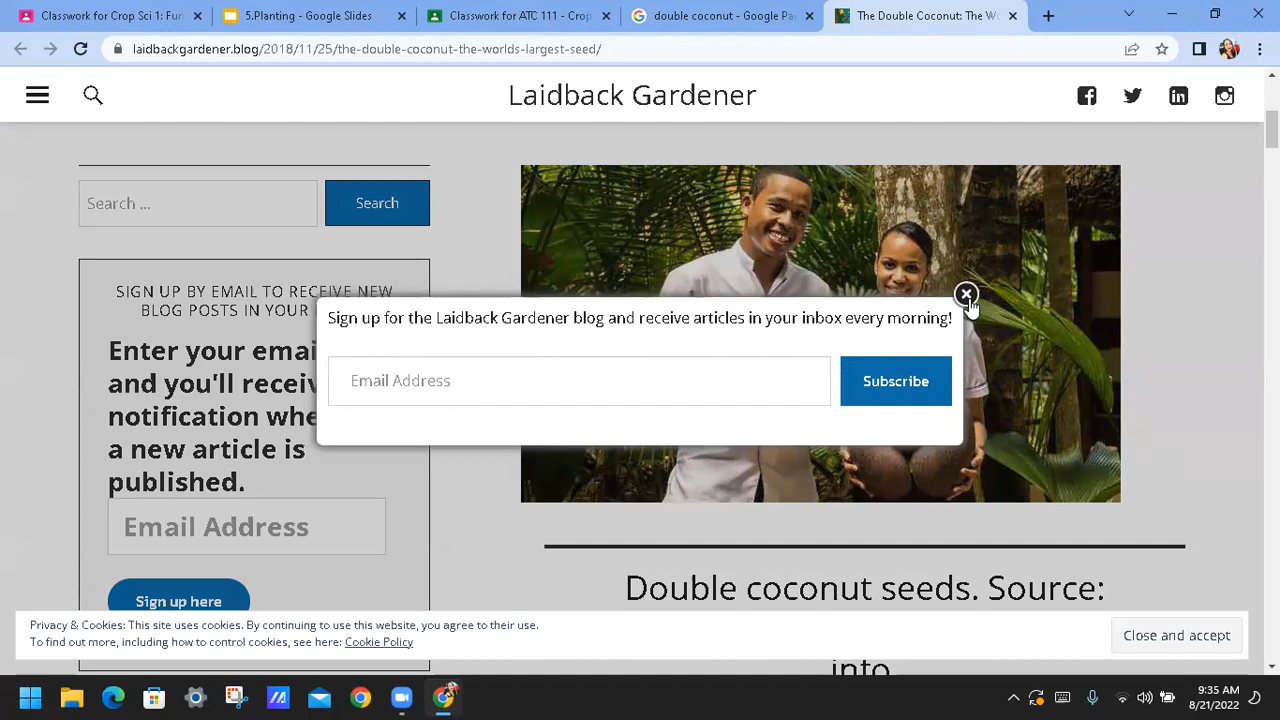 Classwork for E.1: Fun
5.Planting - Google Slides
Classwork for ATC 111 - Crop
double coconut - Google Pa
The Double Coconut: The Wo
laidbackgardener.blog/2018/11/25/the-double-coconut-the-worlds-largest-seed/
Laidback Gardener
Search ...
Search
SIGN UP BY EMAIL TO RECEIVE NEW
BLOG POSTS IN YOUR
Enter your emai
and you'll receiv
notification whe
a new article is
published.
Email Address
Sign up here
Sign up for the Laidback Gardener blog and receive articles in your inbox every morning!
Email Address
Subscribe
Double coconut seeds. Source:
into
Privacy & Cookies: This site uses cookies. By continuing to use this website, you agree to their use.
To find out more, including how to control cookies, see here: Cookie Policy
Close and accept
9:35 AM
8/21/2022